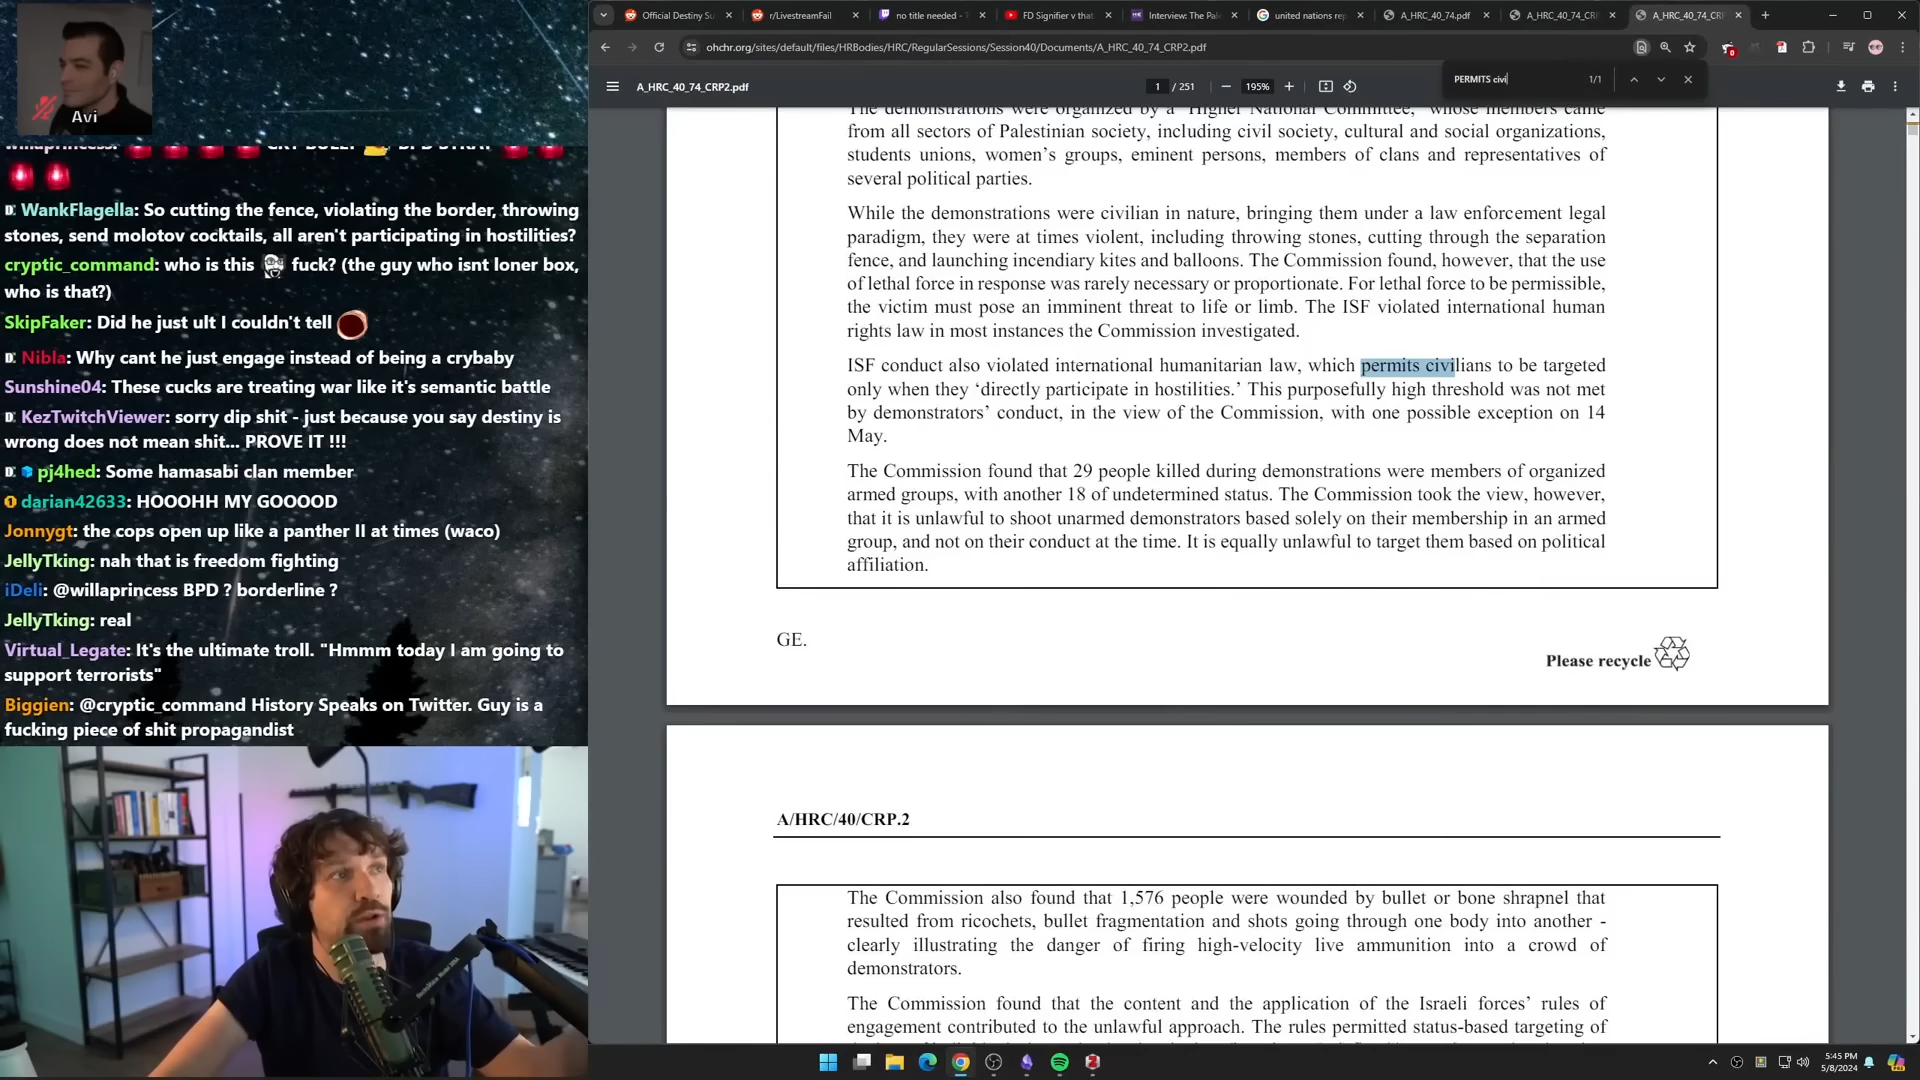 Avi
WankFlagella: So cutting the fence, violating the border, throwing
stones, send molotov cocktails, all aren't participating in hostilities?
cryptic_command: who is this fuck? (the guy who isnt loner box,
who is that?)
SkipFaker: Did he just ult I couldn't tell
Nibla: Why cant he just engage instead of being a crybaby
Sunshine04: These cucks are treating war like it's semantic battle
KezTwitchViewer: sorry dip shit - just because you say destiny is
wrong does not mean shit... PROVE IT !!!
pj4hed: Some hamasabi clan member
darian42633: HOOOHH MY GOOOOD
Jonnygt: the cops open up like a panther II at times (waco)
JellyTking: nah that is freedom fighting
iDeli: @willaprincess BPD ? borderline ?
JellyTking: real
Virtual_Legate: It's the ultimate troll. "Hmmm today I am going to
support terrorists"
Biggien: @cryptic_command History Speaks on Twitter. Guy is a
fucking piece of shit propagandist
Official Destiny Su
r/LivestreamFail
no title needed -
FD Signifier v that
Interview: The Pal
united nations rep
A_HRC_40_74.pdf
A_HRC_40_74_CRP
A_HRC_40_74_CRP
ohchr.org/sites/default/files/HRBodies/HRC/RegularSessions/Session40/Documents/A_HRC_40_74_CRP2.pdf
PERMITS civi 1/1
A_HRC_40_74_CRP2.pdf 1 / 251 195%
The demonstrations were organized by a 'Higher National Committee,' whose members came
from all sectors of Palestinian society, including civil society, cultural and social organizations,
students unions, women's groups, eminent persons, members of clans and representatives of
several political parties.
While the demonstrations were civilian in nature, bringing them under a law enforcement legal
paradigm, they were at times violent, including throwing stones, cutting through the separation
fence, and launching incendiary kites and balloons. The Commission found, however, that the use
of lethal force in response was rarely necessary or proportionate. For lethal force to be permissible,
the victim must pose an imminent threat to life or limb. The ISF violated international human
rights law in most instances the Commission investigated.
ISF conduct also violated international humanitarian law, which permits civilians to be targeted
only when they 'directly participate in hostilities.' This purposefully high threshold was not met
by demonstrators' conduct, in the view of the Commission, with one possible exception on 14
May.
The Commission found that 29 people killed during demonstrations were members of organized
armed groups, with another 18 of undetermined status. The Commission took the view, however,
that it is unlawful to shoot unarmed demonstrators based solely on their membership in an armed
group, and not on their conduct at the time. It is equally unlawful to target them based on political
affiliation.
GE.
Please recycle
A/HRC/40/CRP.2
The Commission also found that 1,576 people were wounded by bullet or bone shrapnel that
resulted from ricochets, bullet fragmentation and shots going through one body into another -
clearly illustrating the danger of firing high-velocity live ammunition into a crowd of
demonstrators.
The Commission found that the content and the application of the Israeli forces' rules of
engagement contributed to the unlawful approach. The rules permitted status-based targeting of
5:45 PM
5/8/2024